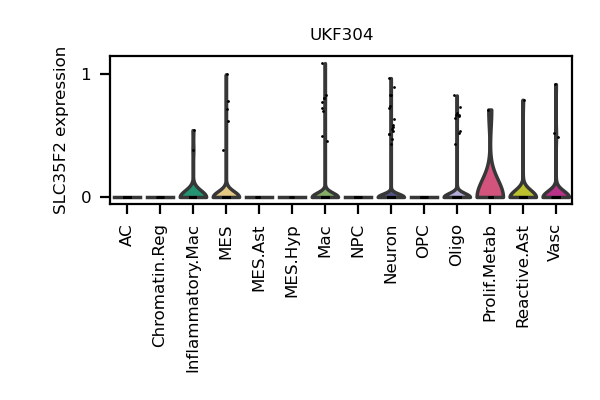 UKF304
SLC35F2 expression
1
0
AC
Chromatin.Reg
Inflammatory.Mac
MES
MES.Ast
MES.Hyp
Mac
NPC
Neuron
OPC
Oligo
Prolif.Metab
Reactive.Ast
Vasc